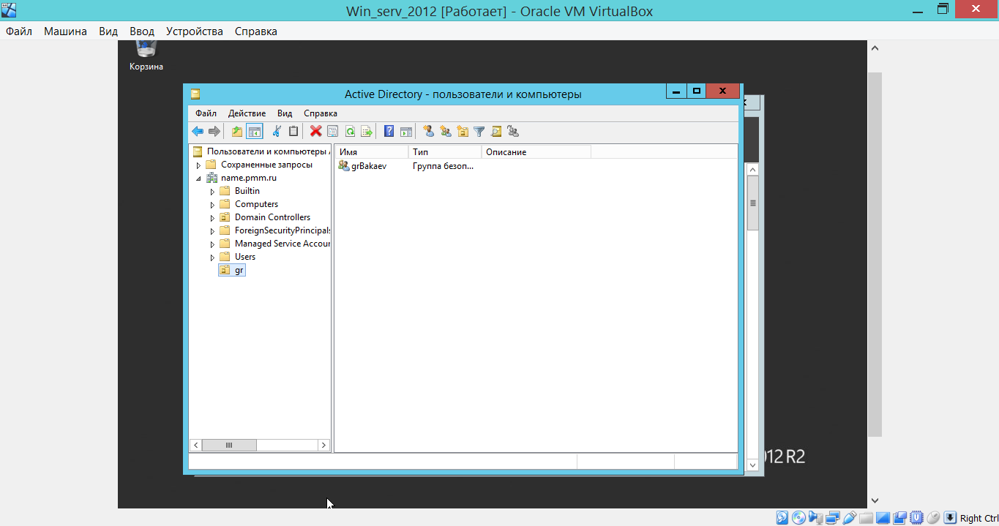 Win_serv_2012 [Работает] - Oracle VM VirtualBox
Файл Машина Вид Ввод Устройства Справка
Корзина
Active Directory - пользователи и компьютеры
Файл Действие Вид Справка
Пользователи и компьютеры
Имя Тип Описание
Сохраненные запросы
grBakaev Группа безоп...
name.pmm.ru
Builtin
Computers
Domain Controllers
ForeignSecurityPrincipals
Managed Service Accour
Users
gr
012 R2
Right Ctrl